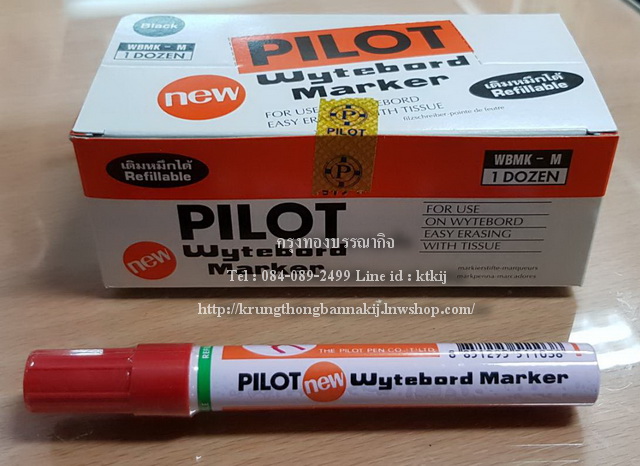 Black
WBMK - M
1 DOZEN
PILOT
Wytebord
Marker
new
FOR USE
EASY
WITH TISSUE
เติมหมึกได้
Refillable
P
PILOT
เติมหมึกได้
Refillable
WBMK - M
1 DOZEN
PILOT
new
Wytebord
Marker
FOR USE
ON WYTEBORD
EASY ERASING
WITH TISSUE
กรุงทองบรรณากิจ
Tel : 084-089-2499 Line id : ktkij
http://krungthongbannakij.lnwshop.com/
THE PILOT PEN CO.,(T) LTD.
PILOT new Wytebord Marker